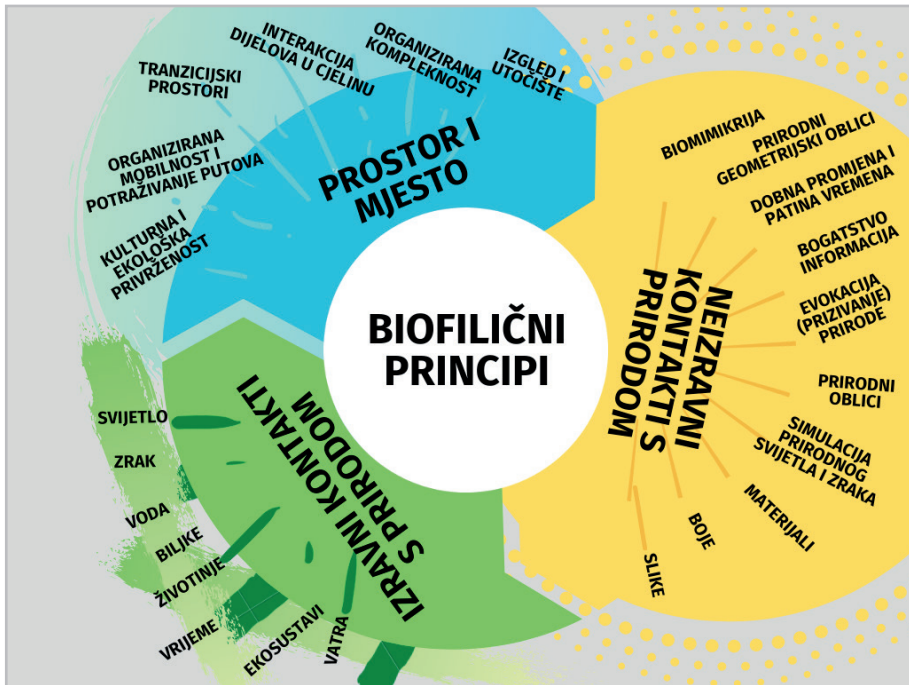 BIOFILIČNI
PRINCIPI
PROSTOR I
MJESTO
KULTURNA I
EKOLOŠKA
PRIVRŽENOST
ORGANIZIRANA
MOBILNOST I
POTRAŽIVANJE PUTOVA
TRANZICIJSKI
PROSTORI
INTERAKCIJA
DIJELOVA U CJELINU
ORGANIZIRANA
KOMPLEKNOST
IZGLED I
UTOČIŠTE
NEIZRAVNI
KONTAKTI S
PRIRODOM
BIOMIMIKRIJA
PRIRODNI
GEOMETRIJSKI OBLICI
DOBNA PROMJENA I
PATINA VREMENA
BOGATSTVO
INFORMACIJA
EVOKACIJA
(PRIZIVANJE)
PRIRODE
PRIRODNI
OBLICI
SIMULACIJA
PRIRODNOG
SVIJETLA I ZRAKA
MATERIJALI
BOJE
SLIKE
IZRAVNI KONTAKTI
S PRIRODOM
SVIJETLO
ZRAK
VODA
BILJKE
ŽIVOTINJE
VRIJEME
EKOSUSTAVI
VATRA